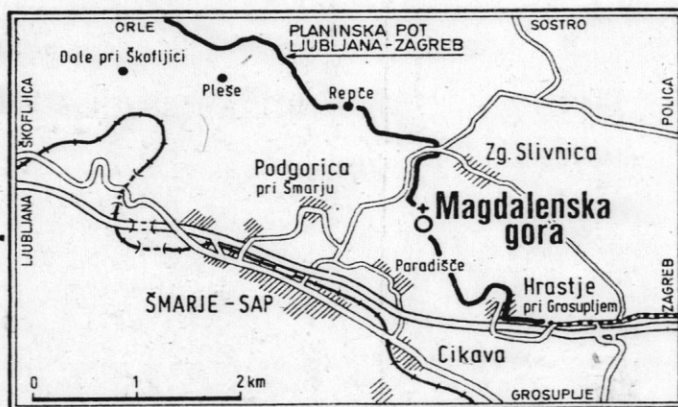 ORLE
PLANINSKA POT
LJUBLJANA-ZAGREB
SOSTRO
Dole pri Škofljici
Pleše
Repče
ŠKOFLJICA
LJUBLJANA
POLICA
Podgorica
pri Šmarju
Zg. Slivnica
Magdalenska
gora
Paradišče
Hrastje
pri Grosupljem
ZAGREB
ŠMARJE-SAP
Cikava
GROSUPLJE
0
2 km